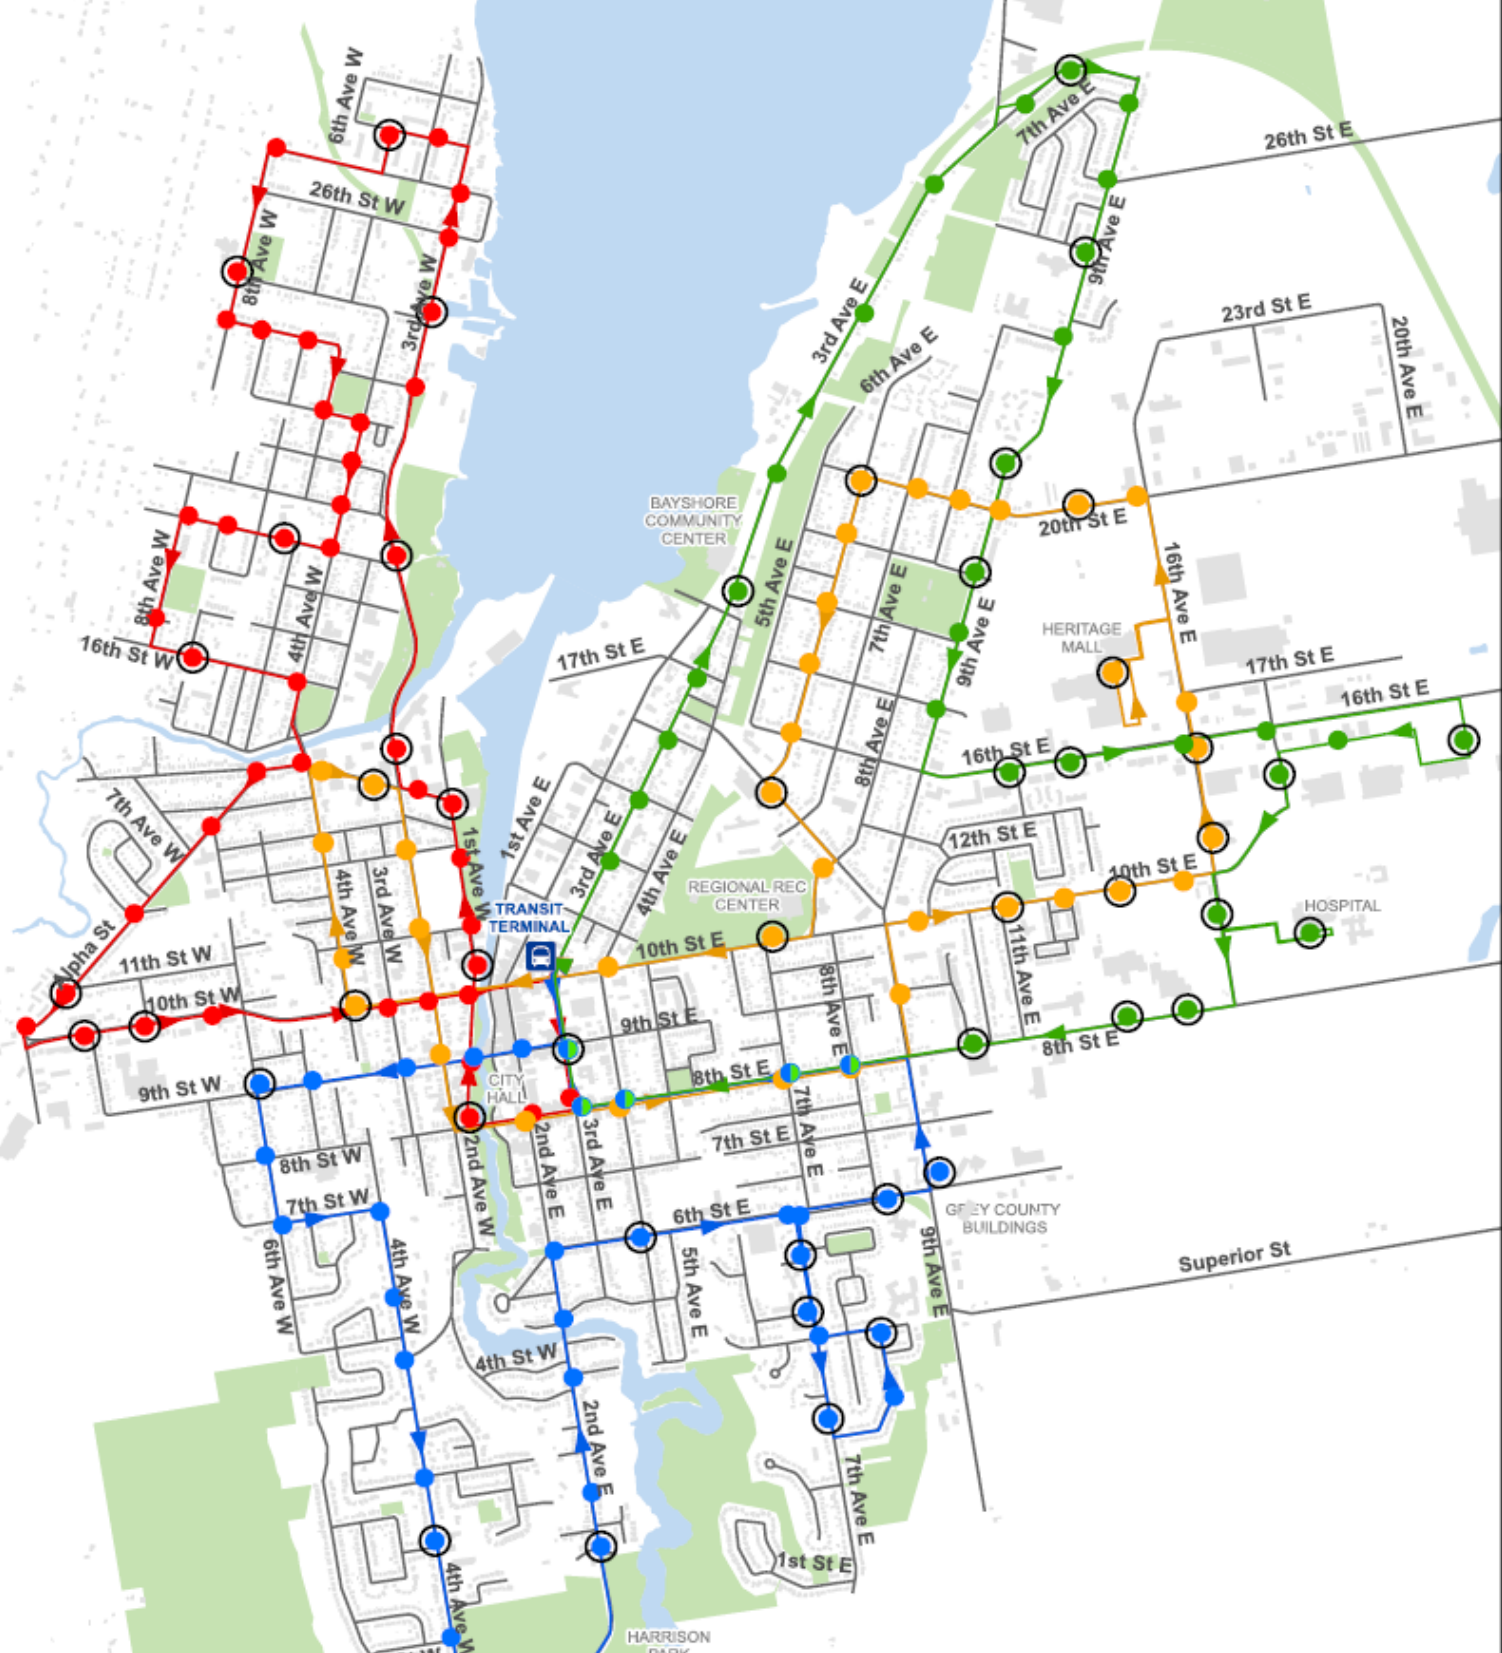 6th Ave W
7th Ave E
26th St E
26th St W
8th Ave W
9th Ave E
3rd Ave W
3rd Ave E
23rd St E
20th Ave E
6th Ave E
BAYSHORE
COMMUNITY
CENTER
20th St E
5th Ave E
7th Ave E
16th Ave E
8th Ave W
4th Ave W
9th Ave E
HERITAGE
MALL
16th St W
17th St E
17th St E
16th St E
8th Ave E
16th St E
7th Ave W
1st Ave E
1st Ave W
3rd Ave E
4th Ave E
12th St E
10th St E
4th Ave W
3rd Ave W
REGIONAL REC
CENTER
TRANSIT
TERMINAL
HOSPITAL
Alpha St
11th St W
10th St E
11th Ave E
10th St W
8th Ave E
9th St E
8th St E
9th St W
CITY
HALL
8th St E
7th Ave E
7th St E
8th St W
2nd Ave W
2nd Ave E
3rd Ave E
7th St W
6th St E
GREY COUNTY
BUILDINGS
6th Ave W
4th Ave W
5th Ave E
9th Ave E
Superior St
4th St W
2nd Ave E
7th Ave E
1st St E
4th Ave W
HARRISON
PARK